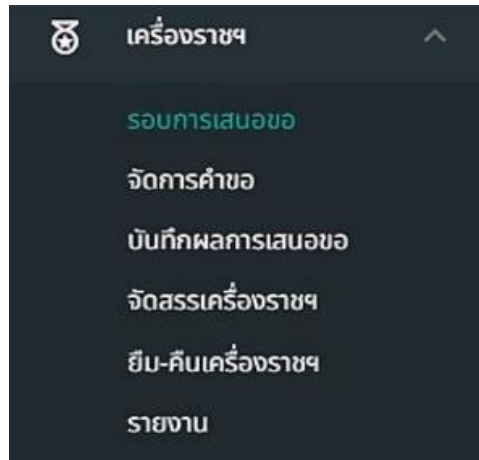 เครื่องราชฯ
รอบการเสนอขอ
จัดการคำขอ
บันทึกผลการเสนอขอ
จัดสรรเครื่องราชฯ
ยืม-คืนเครื่องราชฯ
รายงาน